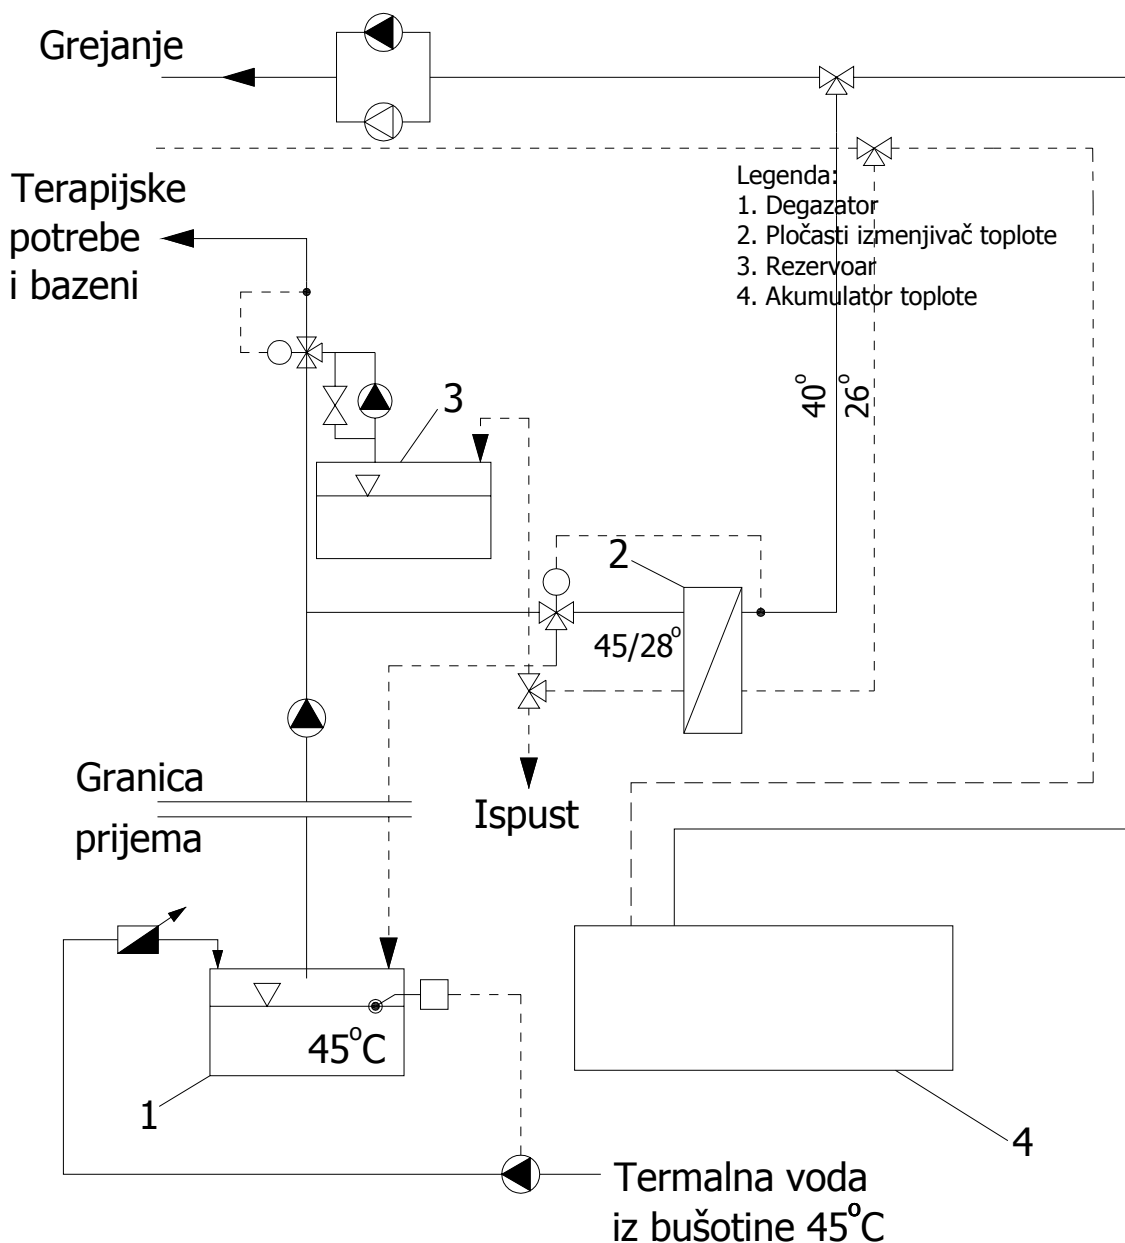 Grejanje
Terapijske
potrebe
i bazeni
Legenda:
1. Degazator
2. Pločasti izmenjivač toplote
3. Rezervoar
4. Akumulator toplote
40°
26°
3
2
45/28°
Granica
prijema
Ispust
45°C
1
4
Termalna voda
iz bušotine 45°C